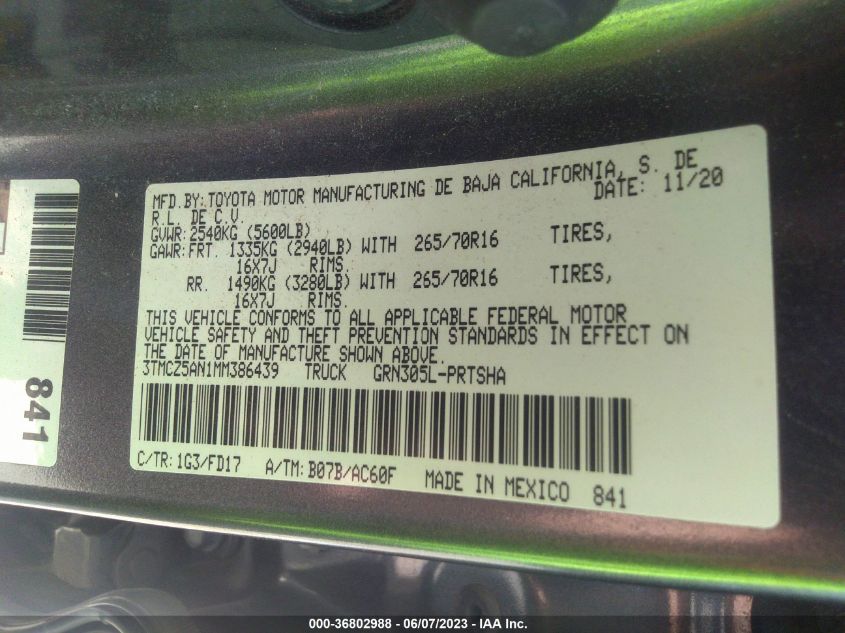 MFD.BY:TOYOTA MOTOR MANUFACTURING DE BAJA CALIFORNIA, S. DE
R.L. DE C.V. DATE: 11/20
GVWR:2540KG (5600LB)
GAWR:FRT. 1335KG (2940LB) WITH 265/70R16 TIRES,
16X7J RIMS.
RR. 1490KG (3280LB) WITH 265/70R16 TIRES,
16X7J RIMS.
THIS VEHICLE CONFORMS TO ALL APPLICABLE FEDERAL MOTOR
VEHICLE SAFETY AND THEFT PREVENTION STANDARDS IN EFFECT ON
THE DATE OF MANUFACTURE SHOWN ABOVE.
3TMCZ5AN1MM386439 TRUCK GRN305L-PRTSHA
C/TR:1G3/FD17 A/TM:B07B/AC60F MADE IN MEXICO 841
841
000-36802988 - 06/07/2023 - IAA Inc.